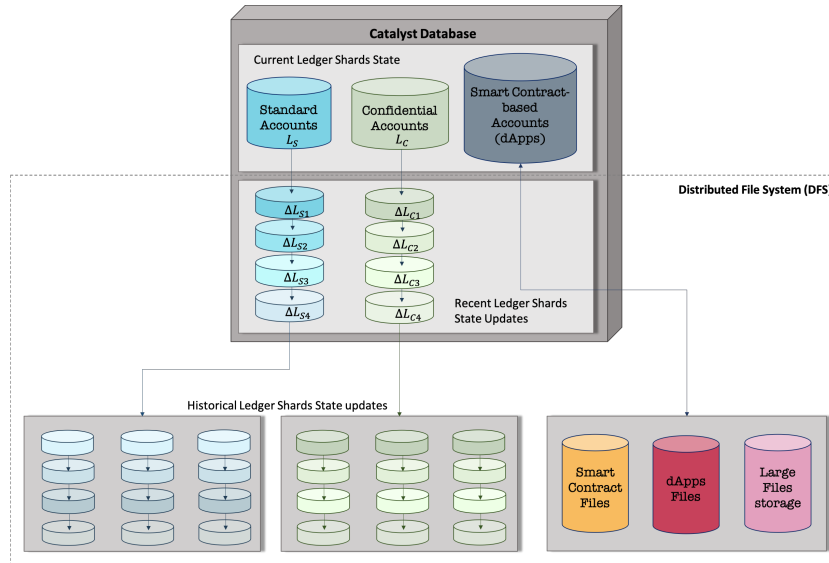 Catalyst Database
Current Ledger Shards State
Standard
Accounts
L_S
Confidential
Accounts
L_C
Smart Contract-
based
Accounts
(dApps)
Distributed File System (DFS)
ΔL_S1
ΔL_S2
ΔL_S3
ΔL_S4
ΔL_C1
ΔL_C2
ΔL_C3
ΔL_C4
Recent Ledger Shards
State Updates
Historical Ledger Shards State updates
Smart
Contract
Files
dApps
Files
Large
Files
storage